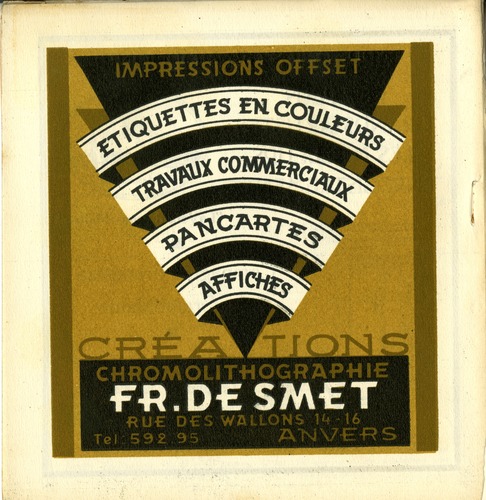 IMPRESSIONS OFFSET
ETIQUETTES EN COULEURS
TRAVAUX COMMERCIAUX
PANCARTES
AFFICHES
CRÉATIONS
CHROMOLITHOGRAPHIE
FR. DE SMET
RUE DES WALLONS 14-16
Tel: 592.95 ANVERS